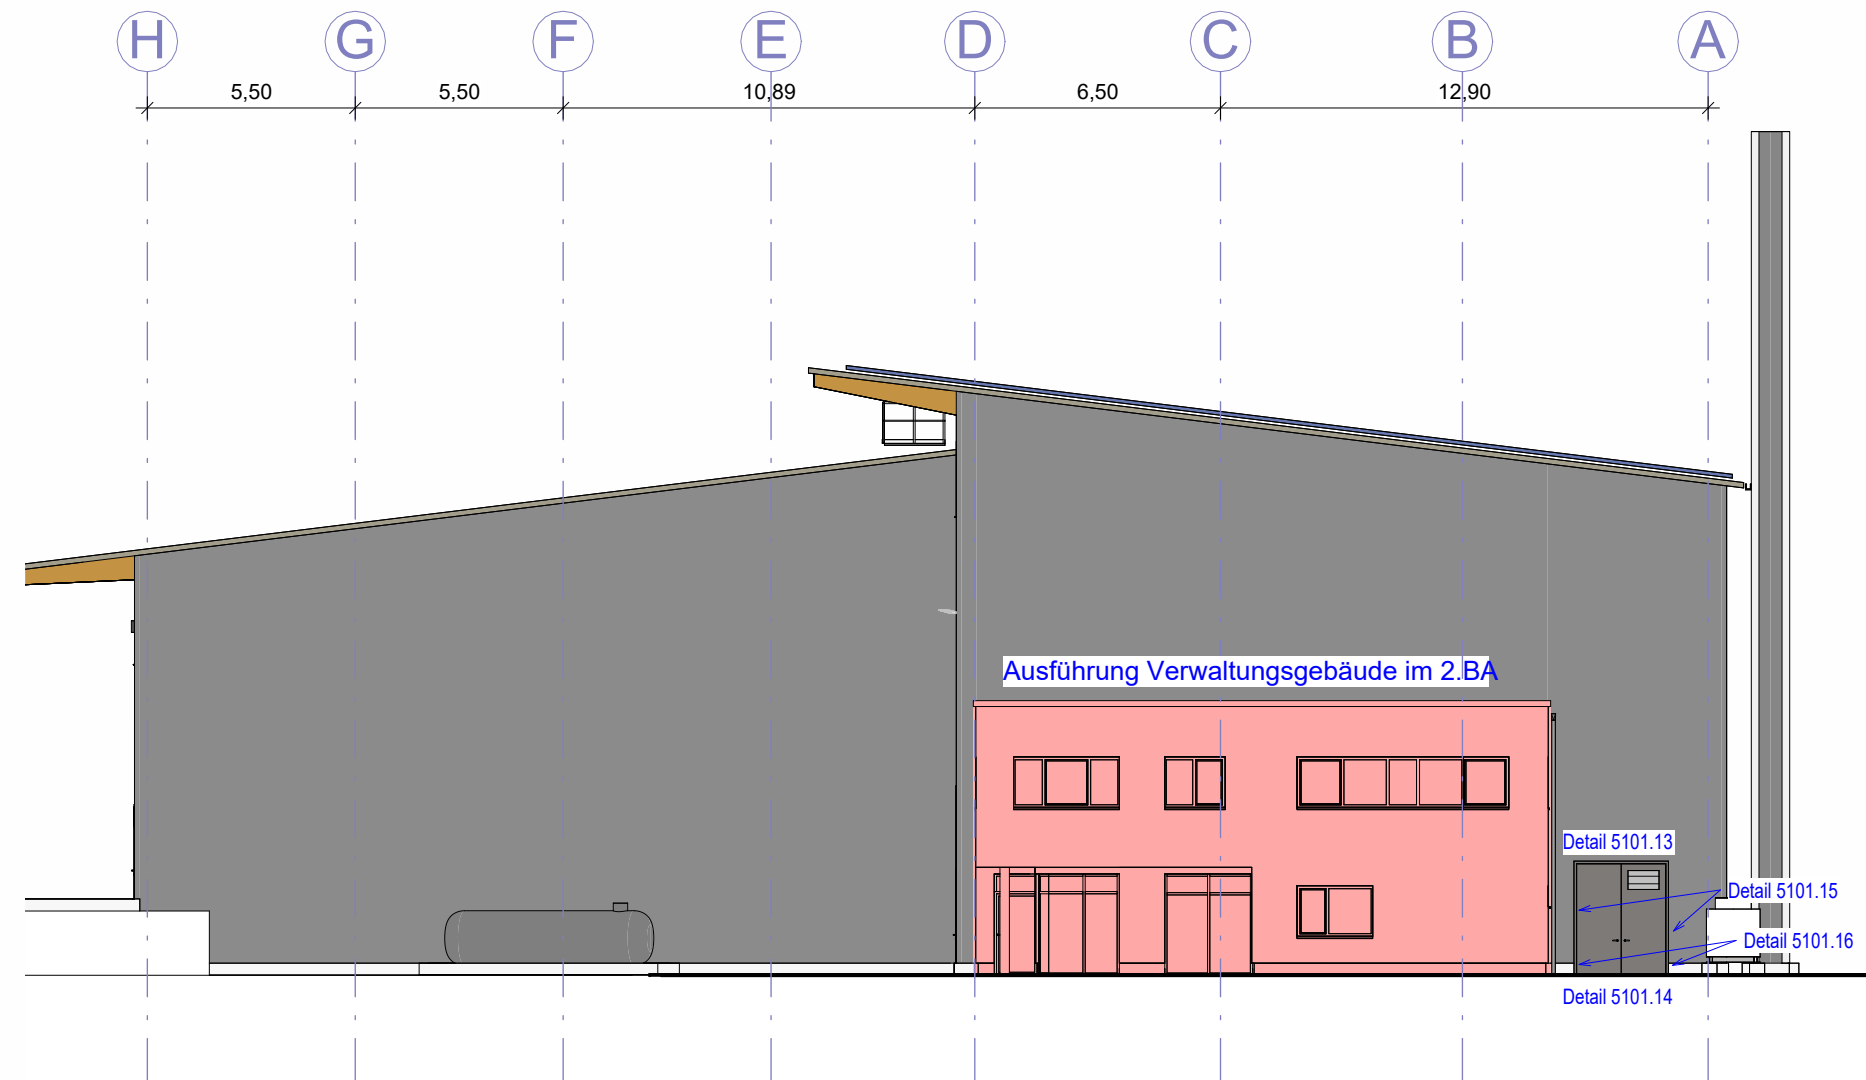 H G F E D C B A
5,50 5,50 10,89 6,50 12,90
Ausführung Verwaltungsgebäude im 2.BA
Detail 5101.13
Detail 5101.15
Detail 5101.16
Detail 5101.14